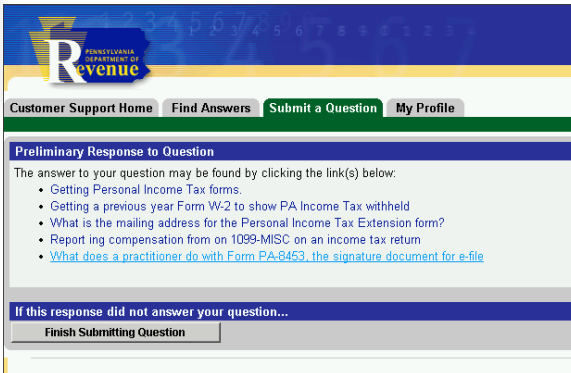 PENNSYLVANIA
DEPARTMENT OF
Revenue
Customer Support Home Find Answers Submit a Question My Profile
Preliminary Response to Question
The answer to your question may be found by clicking the link(s) below:
Getting Personal Income Tax forms.
Getting a previous year Form W-2 to show PA Income Tax withheld
What is the mailing address for the Personal Income Tax Extension form?
Report ing compensation from on 1099-MISC on an income tax return
What does a practitioner do with Form PA-8453, the signature document for e-file
If this response did not answer your question...
Finish Submitting Question